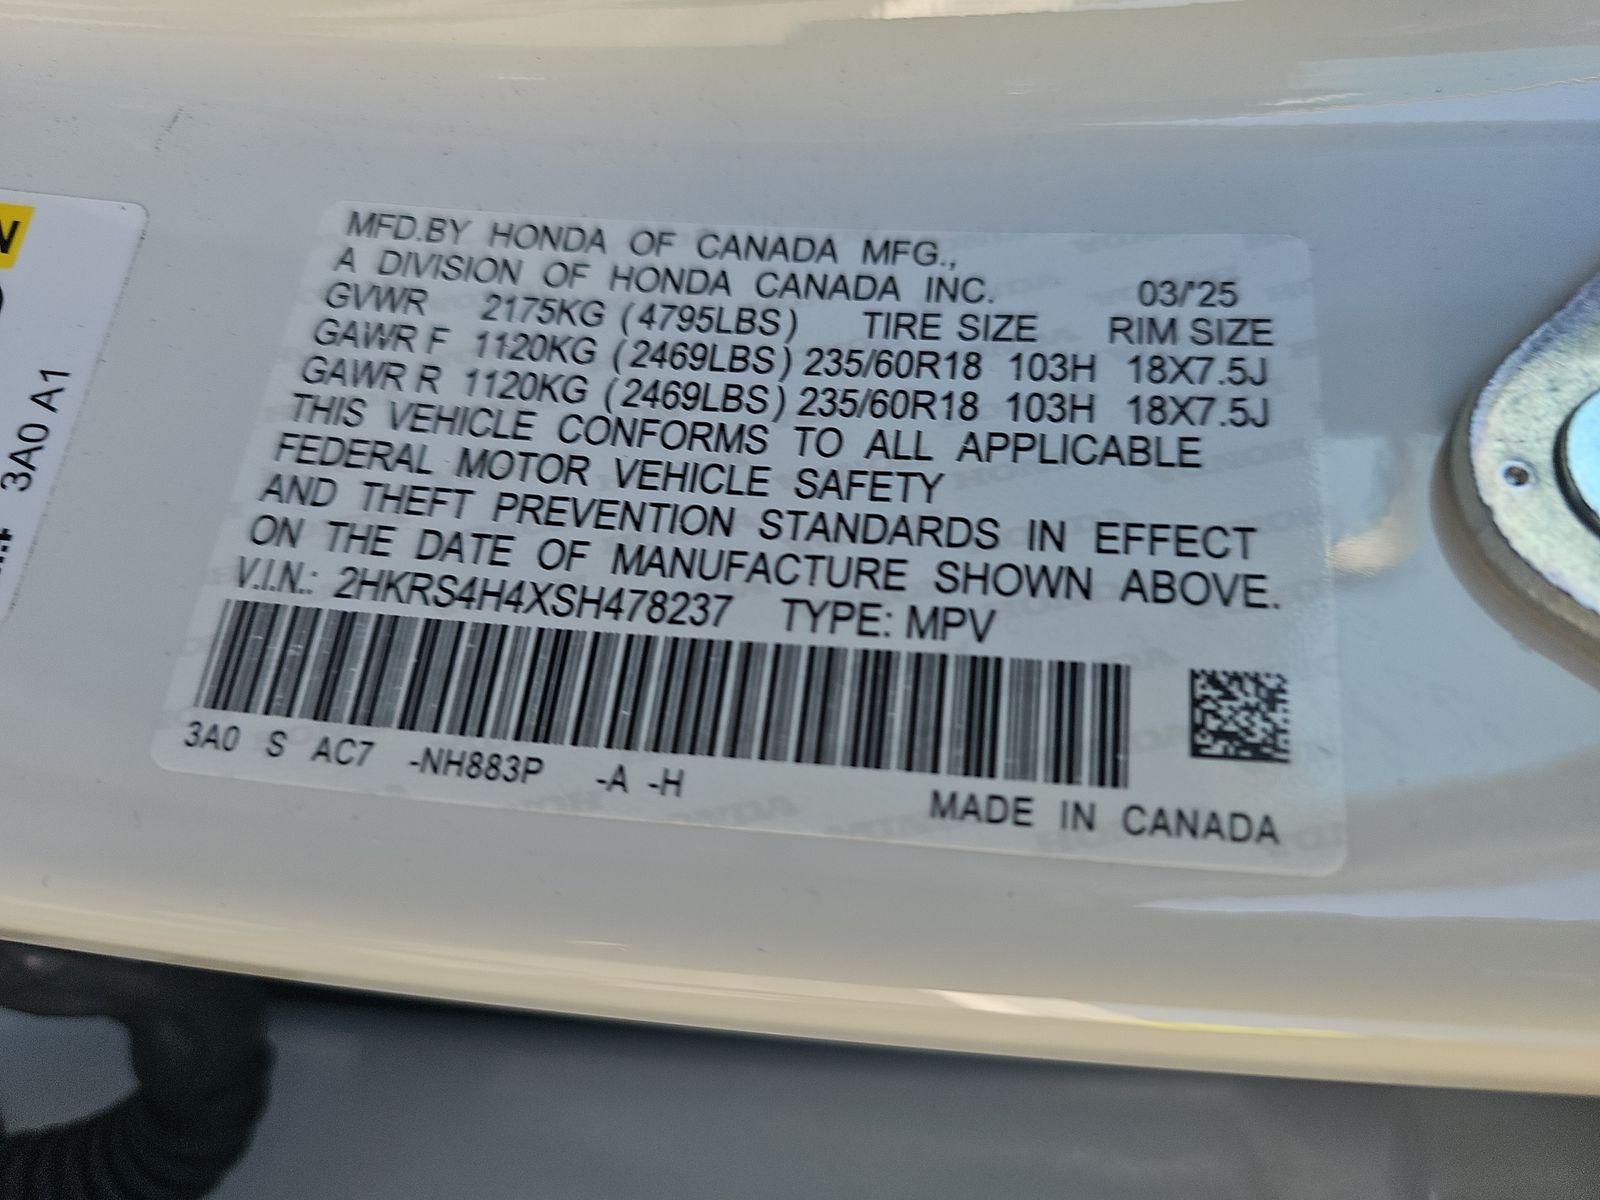 MFD.BY HONDA OF CANADA MFG.,
A DIVISION OF HONDA CANADA INC. 03/'25
GVWR 2175KG (4795LBS) TIRE SIZE RIM SIZE
GAWR F 1120KG (2469LBS) 235/60R18 103H 18X7.5J
GAWR R 1120KG (2469LBS) 235/60R18 103H 18X7.5J
THIS VEHICLE CONFORMS TO ALL APPLICABLE
FEDERAL MOTOR VEHICLE SAFETY
AND THEFT PREVENTION STANDARDS IN EFFECT
ON THE DATE OF MANUFACTURE SHOWN ABOVE.
V.I.N.: 2HKRS4H4XSH478237 TYPE: MPV
3A0 S AC7 -NH883P -A -H
MADE IN CANADA
3A0 A1